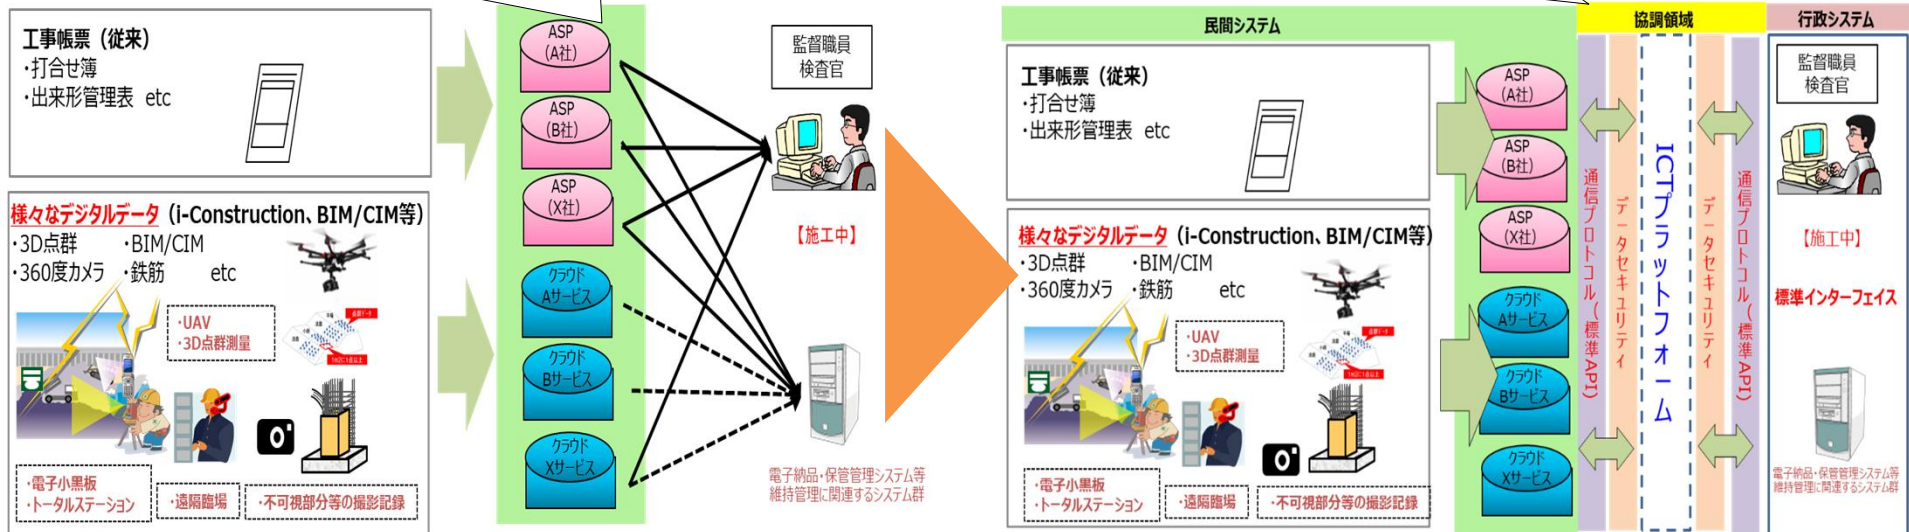 工事帳票（従来）
・打合せ簿
・出来形管理表 etc
様々なデジタルデータ（i-Construction、BIM/CIM等）
・3D点群 ・BIM/CIM
・360度カメラ ・鉄筋 etc
・UAV
・3D点群測量
・電子小黒板
・トータルステーション
・遠隔臨場
・不可視部分等の撮影記録
ASP
(A社)
ASP
(B社)
ASP
(X社)
クラウド
Aサービス
クラウド
Bサービス
クラウド
Xサービス
監督職員
検査官
【施工中】
電子納品・保管管理システム等
維持管理に関連するシステム群
民間システム
協調領域
行政システム
工事帳票（従来）
・打合せ簿
・出来形管理表 etc
様々なデジタルデータ（i-Construction、BIM/CIM等）
・3D点群 ・BIM/CIM
・360度カメラ ・鉄筋 etc
・UAV
・3D点群測量
・電子小黒板
・トータルステーション
・遠隔臨場
・不可視部分等の撮影記録
ASP
(A社)
ASP
(B社)
ASP
(X社)
クラウド
Aサービス
クラウド
Bサービス
クラウド
Xサービス
通信プロトコル（標準API）
データセキュリティ
ICTプラットフォーム
データセキュリティ
通信プロトコル（標準API）
監督職員
検査官
【施工中】
標準インターフェイス
電子納品・保管管理システム等
維持管理に関連するシステム群